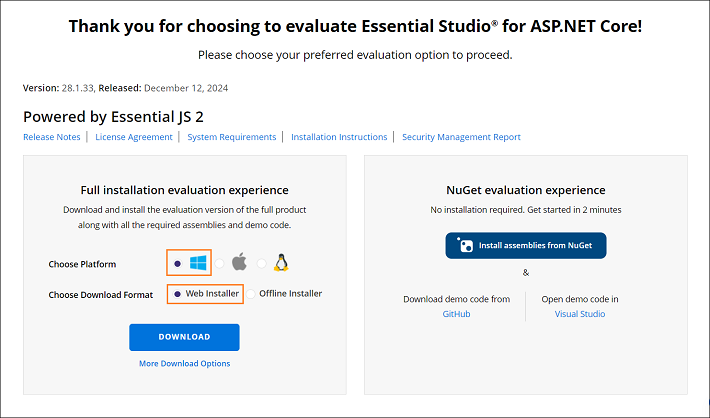 Thank you for choosing to evaluate Essential Studio® for ASP.NET Core!
Please choose your preferred evaluation option to proceed.
Version: 28.1.33, Released: December 12, 2024
Powered by Essential JS 2
Release Notes | License Agreement | System Requirements | Installation Instructions | Security Management Report
Full installation evaluation experience
Download and install the evaluation version of the full product
along with all the required assemblies and demo code.
Choose Platform
Choose Download Format Web Installer Offline Installer
DOWNLOAD
More Download Options
NuGet evaluation experience
No installation required. Get started in 2 minutes
Install assemblies from NuGet
&
Download demo code from
GitHub
Open demo code in
Visual Studio